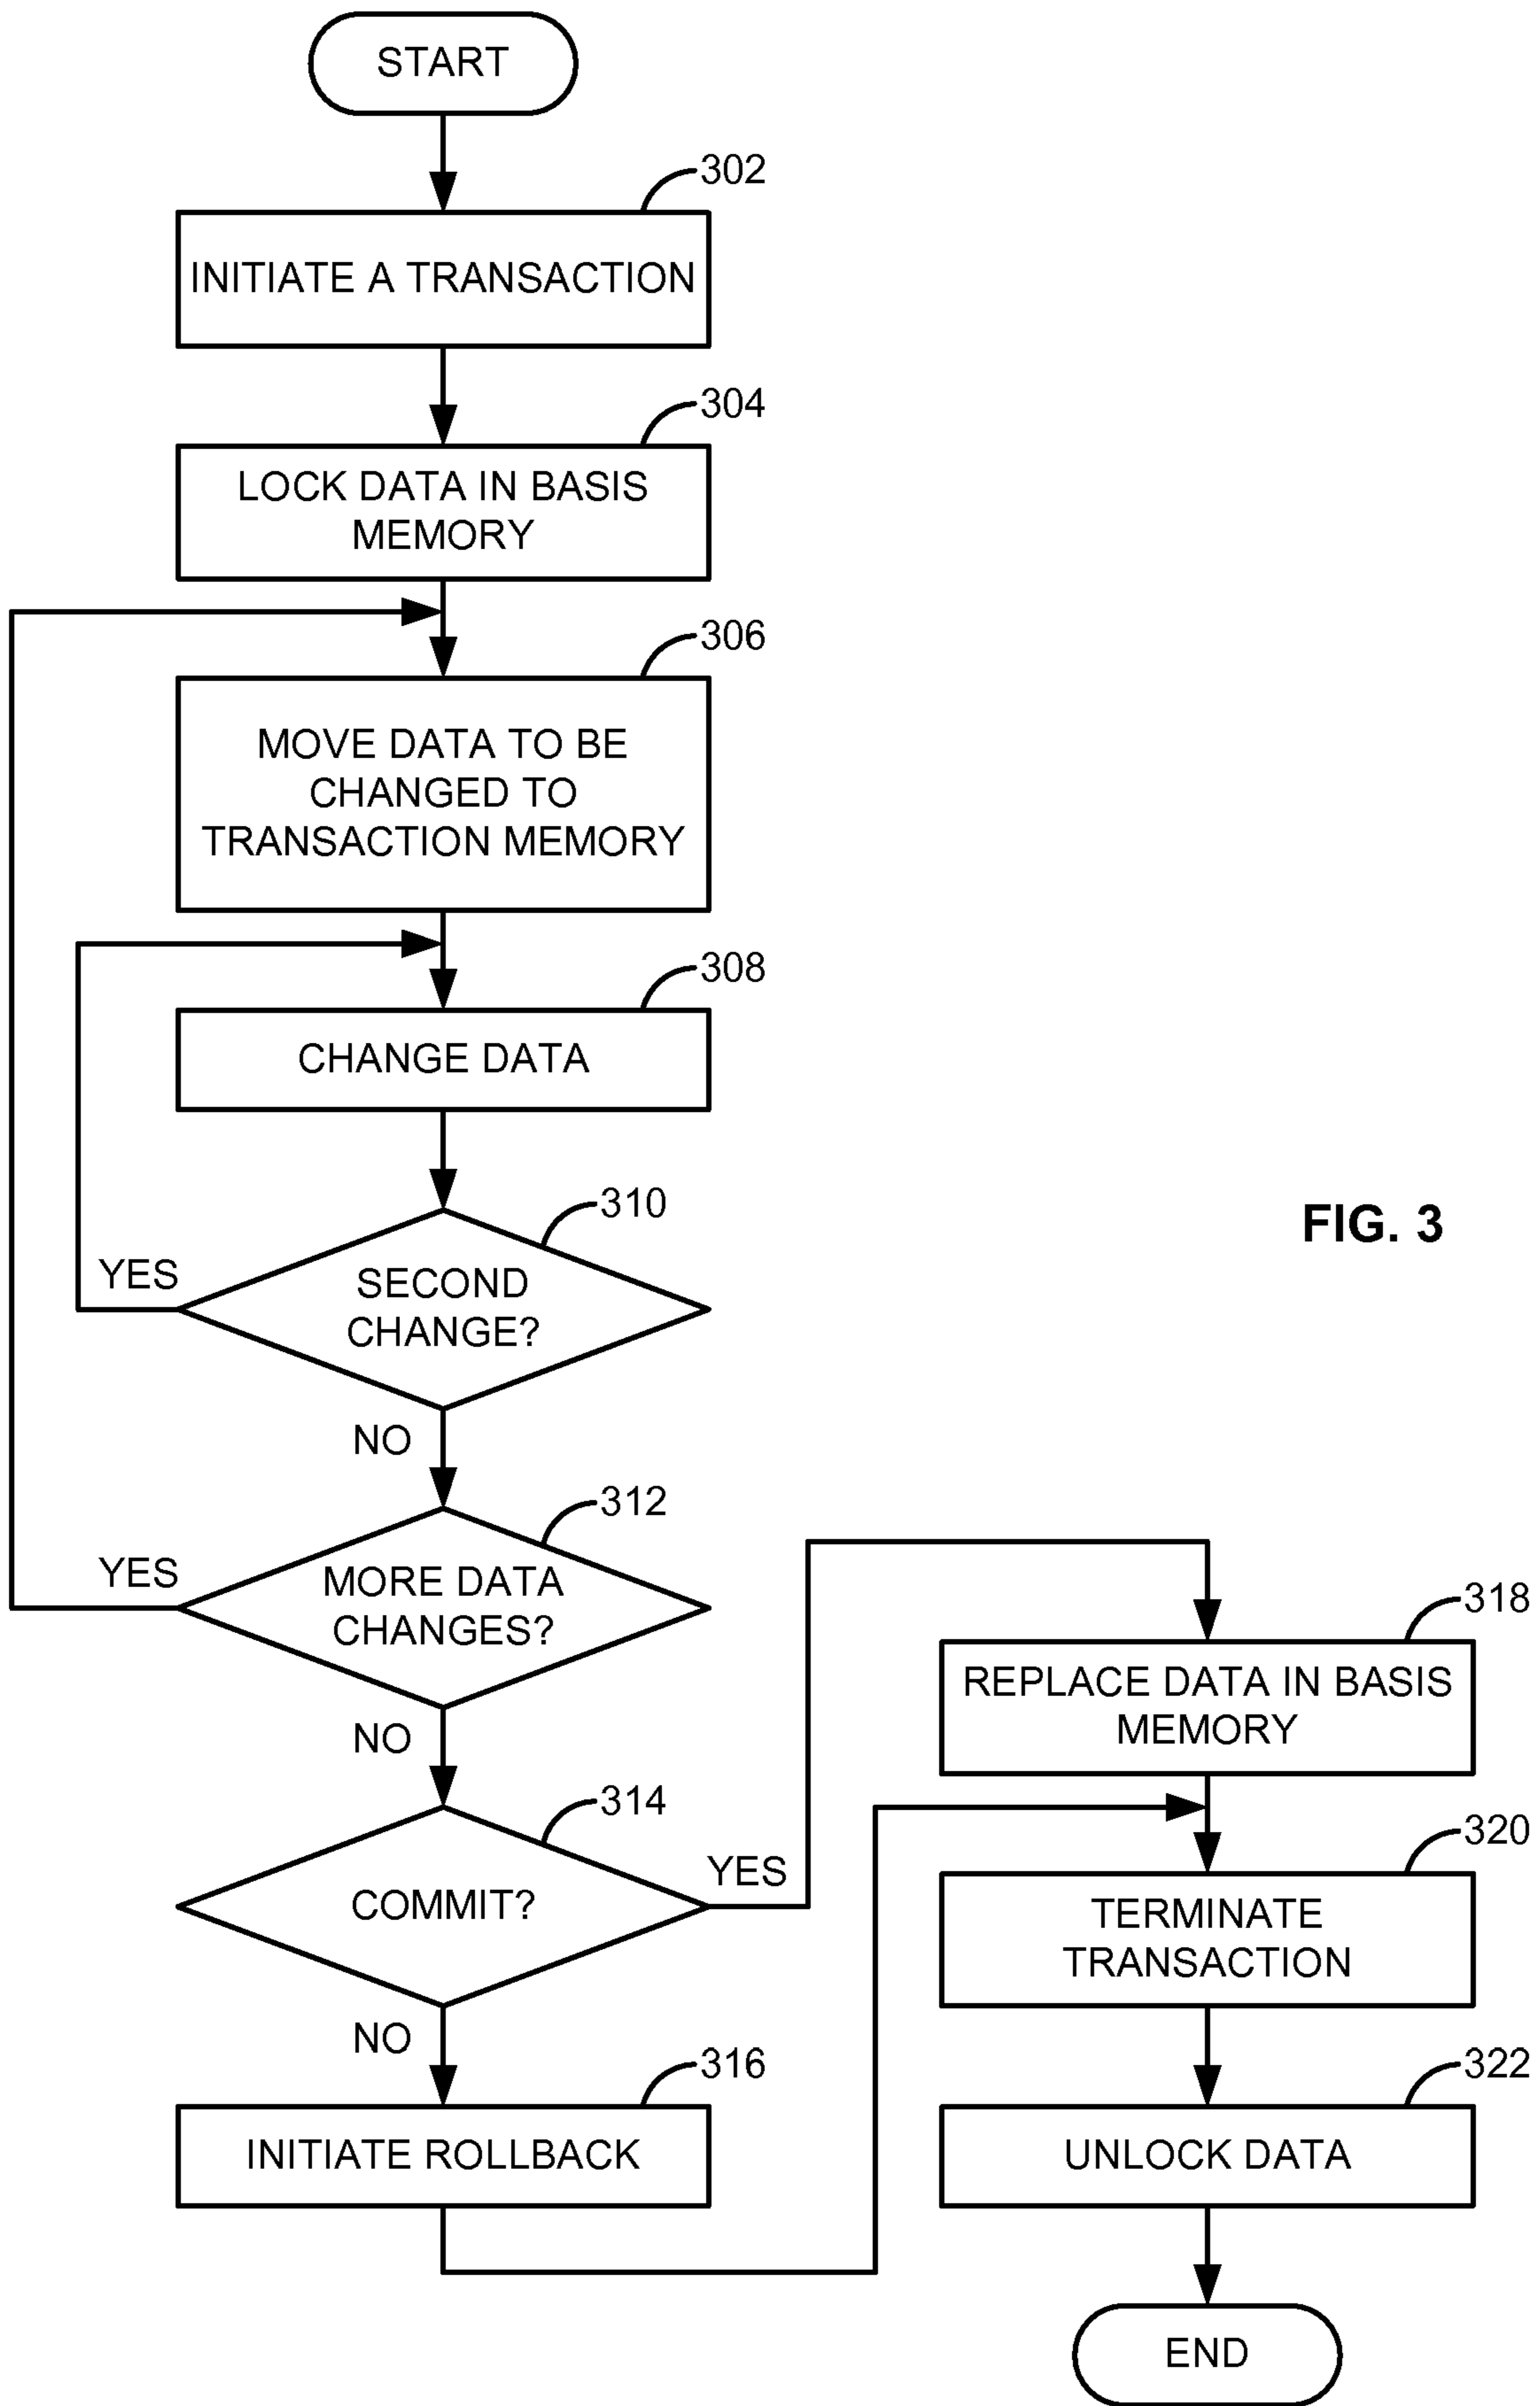 START
302
INITIATE A TRANSACTION
304
LOCK DATA IN BASIS
MEMORY
306
MOVE DATA TO BE
CHANGED TO
TRANSACTION MEMORY
308
CHANGE DATA
310
YES
SECOND
CHANGE?
NO
312
YES
MORE DATA
CHANGES?
NO
314
COMMIT?
YES
NO
316
INITIATE ROLLBACK
318
REPLACE DATA IN BASIS
MEMORY
320
TERMINATE
TRANSACTION
322
UNLOCK DATA
END
FIG. 3